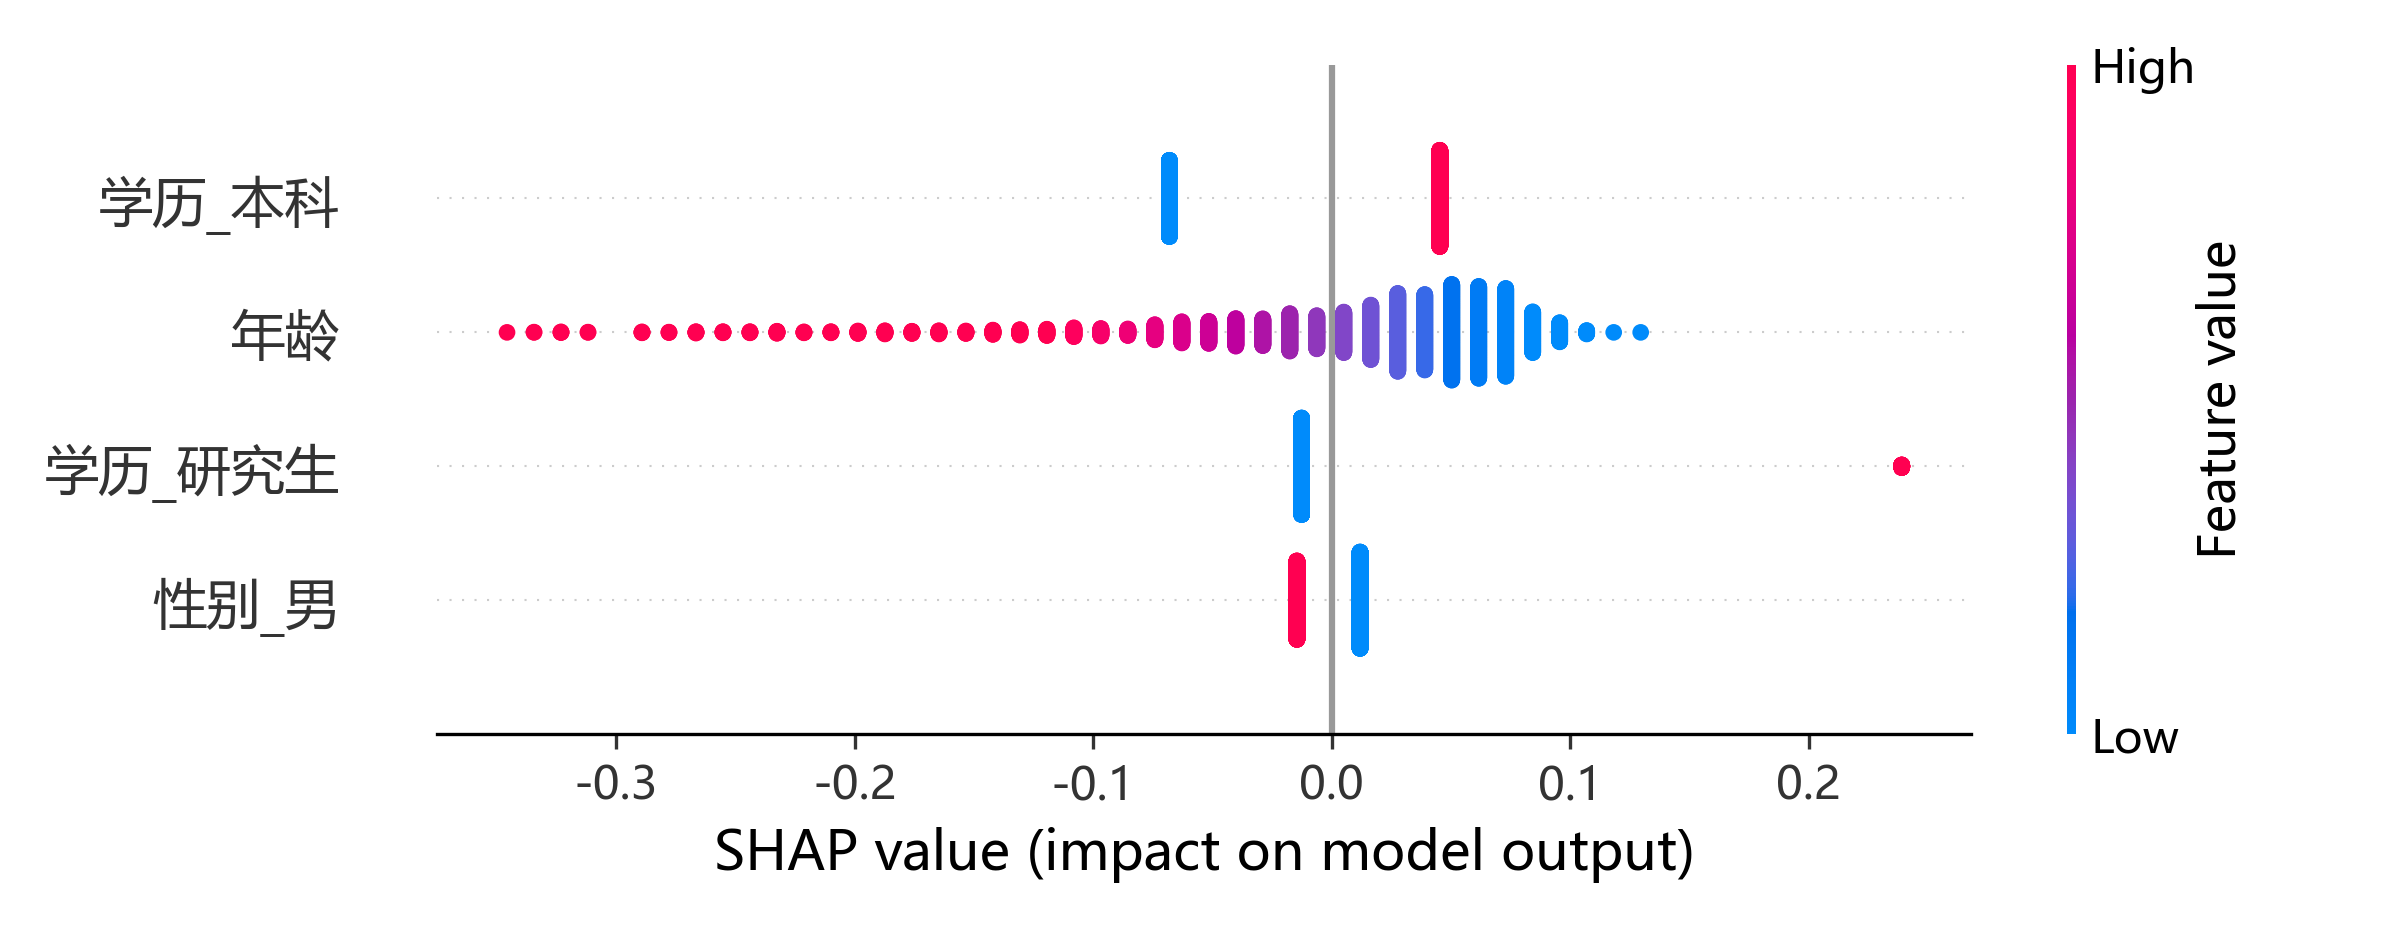 High
学历_本科
年龄
学历_研究生
性别_男
Feature value
Low
-0.3 -0.2 -0.1 0.0 0.1 0.2
SHAP value (impact on model output)